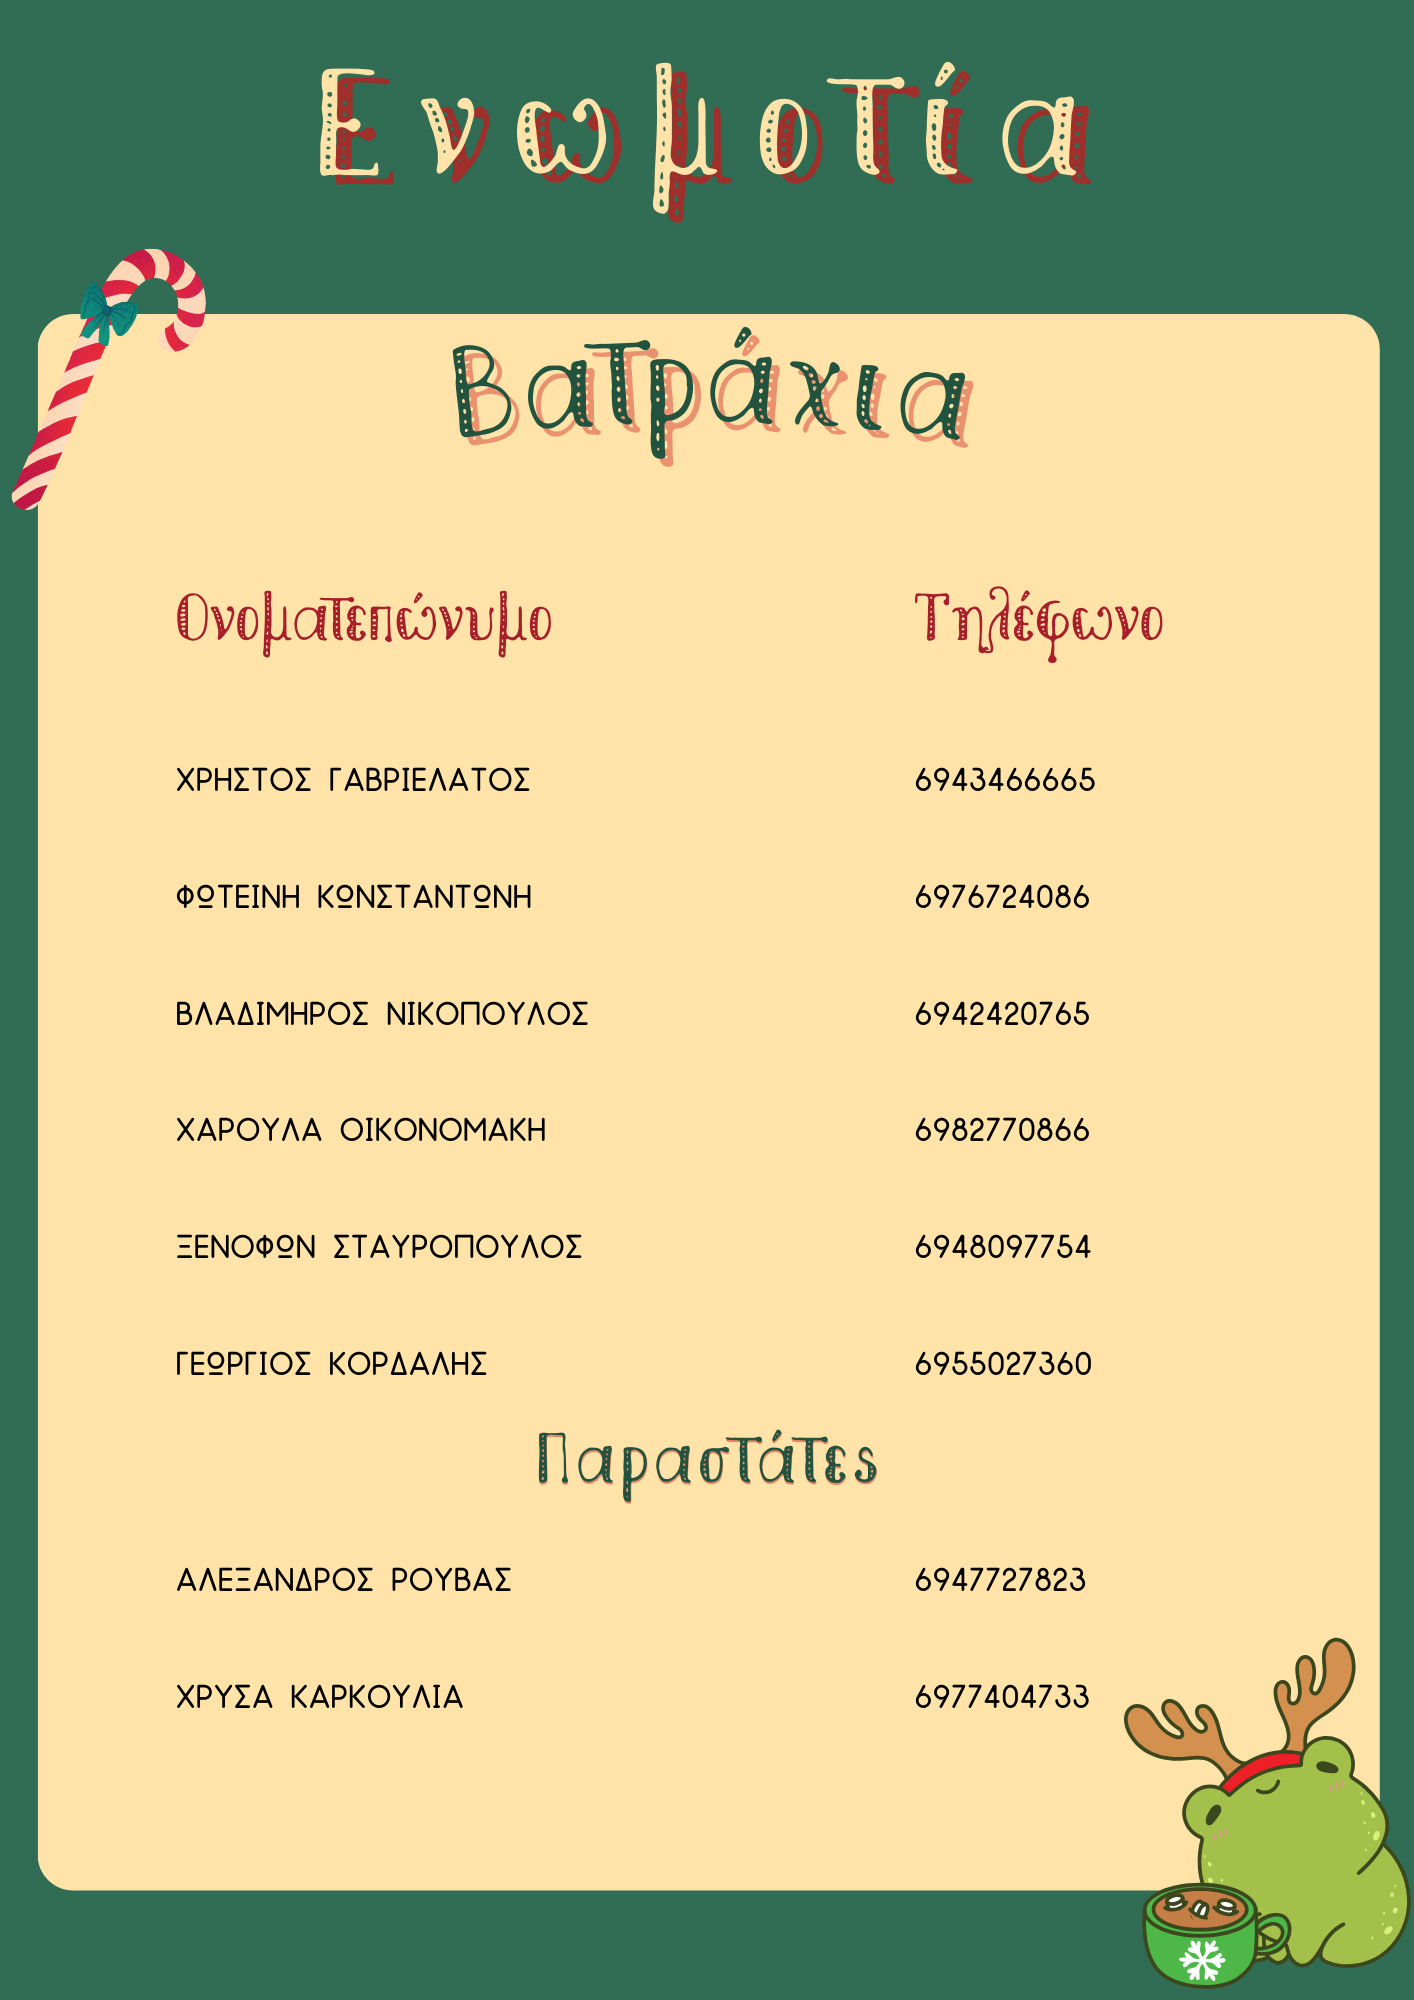 Ενωμοτία
Βατράχια
Ονοματεπώνυμο Τηλέφωνο
ΧΡΗΣΤΟΣ ΓΑΒΡΙΕΛΑΤΟΣ 6943466665
ΦΩΤΕΙΝΗ ΚΩΝΣΤΑΝΤΩΝΗ 6976724086
ΒΛΑΔΙΜΗΡΟΣ ΝΙΚΟΠΟΥΛΟΣ 6942420765
ΧΑΡΟΥΛΑ ΟΙΚΟΝΟΜΑΚΗ 6982770866
ΞΕΝΟΦΩΝ ΣΤΑΥΡΟΠΟΥΛΟΣ 6948097754
ΓΕΩΡΓΙΟΣ ΚΟΡΔΑΛΗΣ 6955027360
Παραστάτες
ΑΛΕΞΑΝΔΡΟΣ ΡΟΥΒΑΣ 6947727823
ΧΡΥΣΑ ΚΑΡΚΟΥΛΙΑ 6977404733